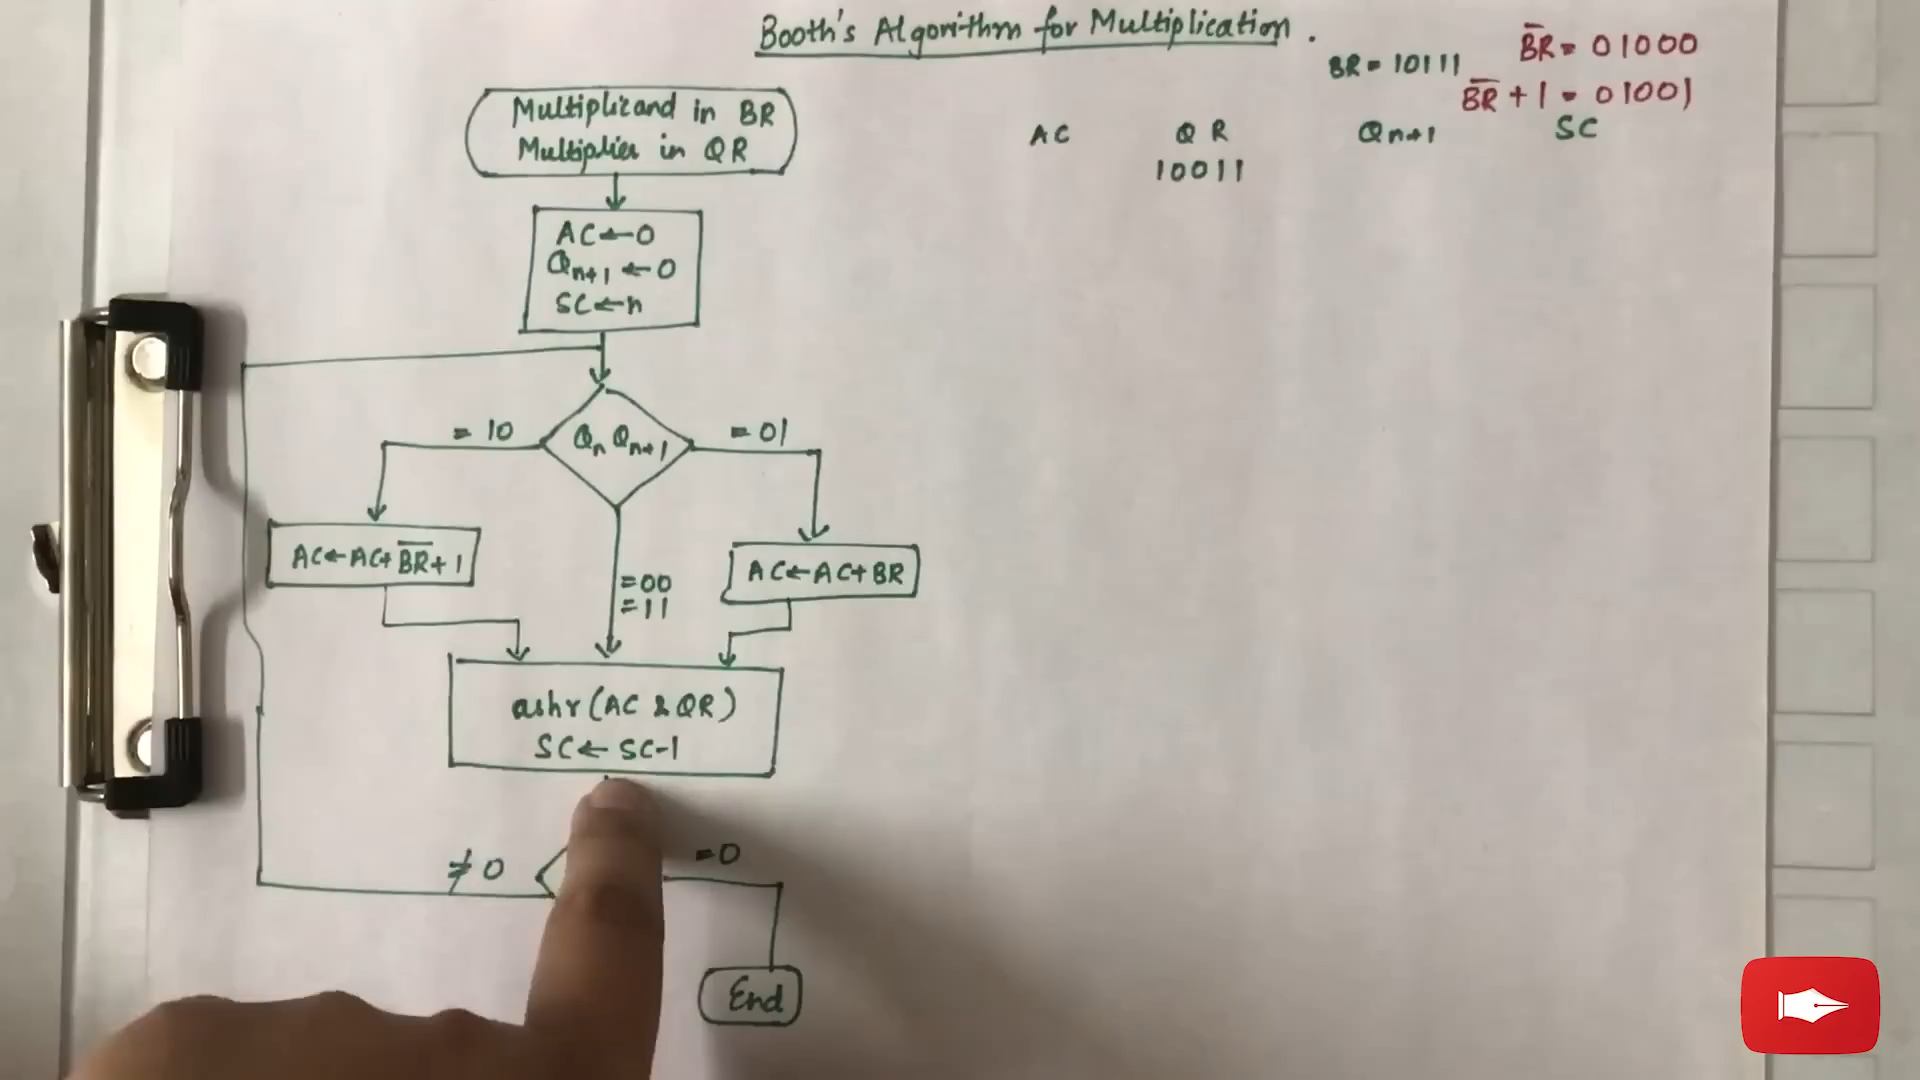 Booth's Algorithm for Multiplication.
BR = 10111
B̅R = 01000
B̅R̅ + 1 = 01001
AC QR Qn+1 SC
10011
Multiplicand in BR
Multiplier in QR
AC←0
Qn+1 ←0
SC←n
Qn Qn+1
= 10
= 01
AC←AC+B̅R̅+1
=00
=11
AC←AC+BR
ashr(AC & QR)
SC← SC-1
≠ 0
=0
End